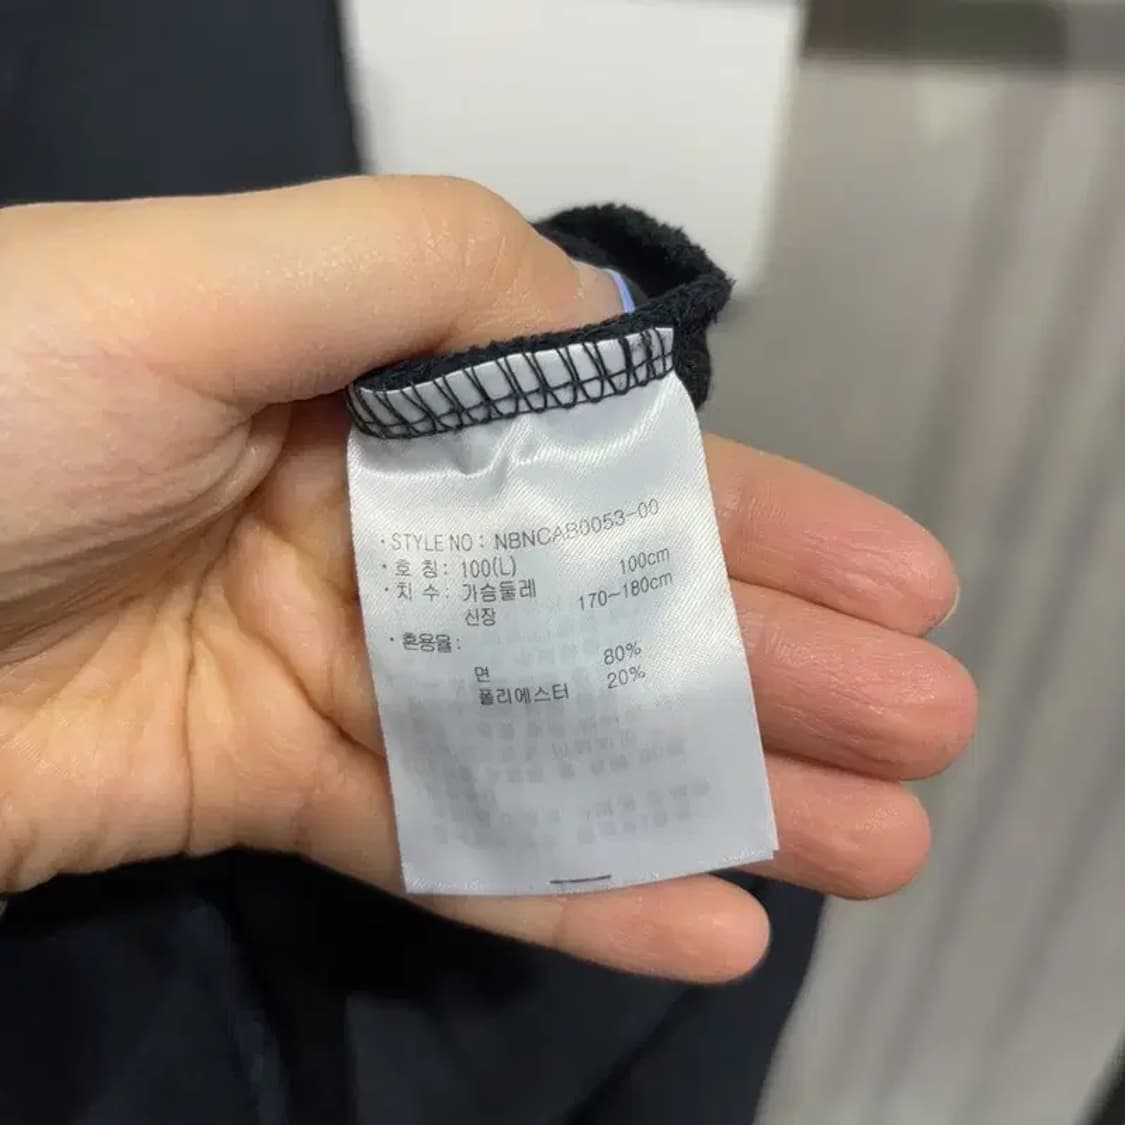 · STYLE NO : NBNCAB0053-00
· 호 칭 : 100(L)
· 치 수 : 가슴둘레 100cm
신장 170~180cm
· 혼용율 :
면 80%
폴리에스터 20%